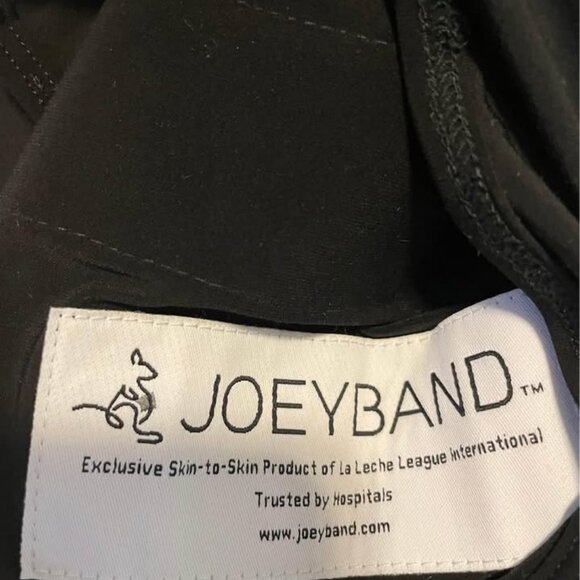 JOEYBAND™
Exclusive Skin-to-Skin Product of La Leche League International
Trusted by Hospitals
www.joeyband.com